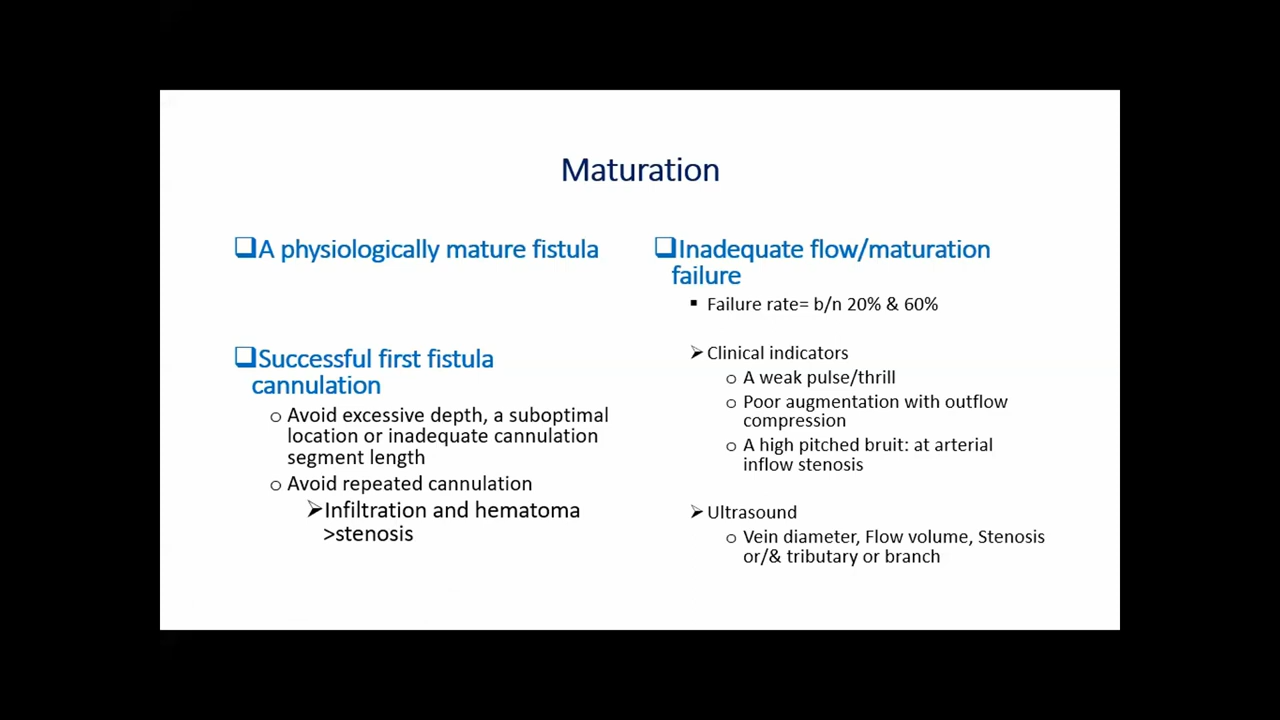 Maturation
❑A physiologically mature fistula
❑Successful first fistula
cannulation
o Avoid excessive depth, a suboptimal
location or inadequate cannulation
segment length
o Avoid repeated cannulation
➢Infiltration and hematoma
>stenosis
❑Inadequate flow/maturation
failure
▪ Failure rate= b/n 20% & 60%
➢ Clinical indicators
o A weak pulse/thrill
o Poor augmentation with outflow
compression
o A high pitched bruit: at arterial
inflow stenosis
➢ Ultrasound
o Vein diameter, Flow volume, Stenosis
or/& tributary or branch